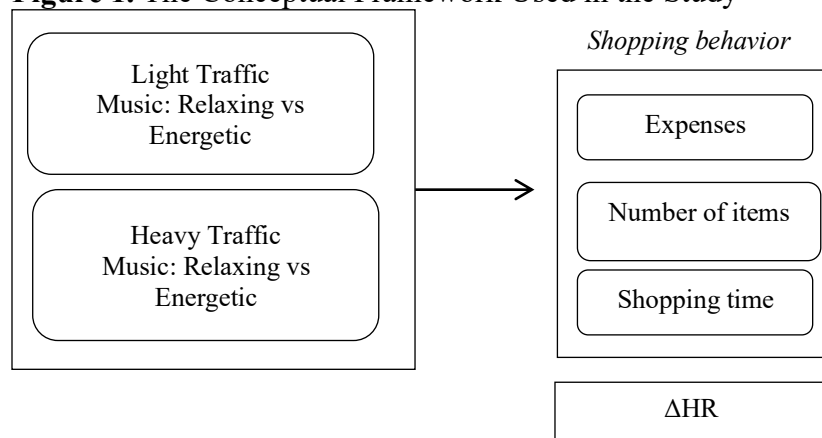 Figure 1. The Conceptual Framework Used in the Study
Light Traffic
Music: Relaxing vs
Energetic
Heavy Traffic
Music: Relaxing vs
Energetic
Shopping behavior
Expenses
Number of items
Shopping time
ΔHR